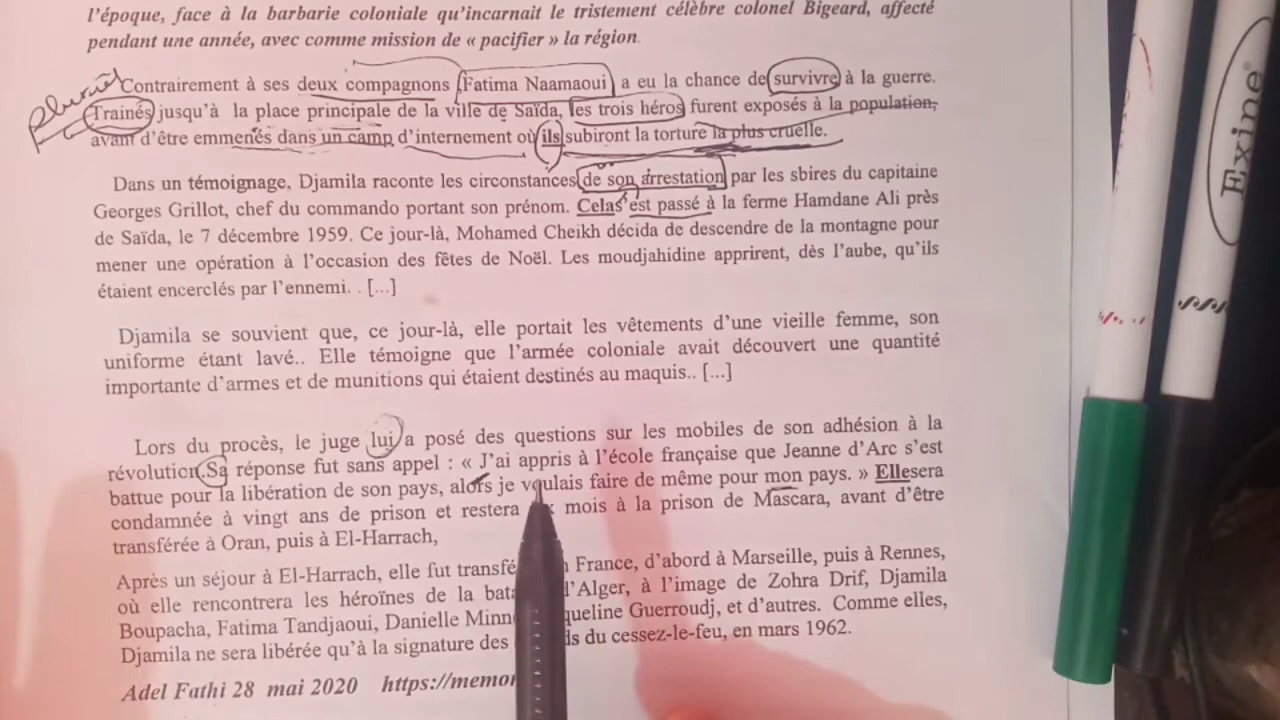 l'époque, face à la barbarie coloniale qu'incarnait le tristement célèbre colonel Bigeard, affecté
pendant une année, avec comme mission de « pacifier » la région.
pluriel
Contrairement à ses deux compagnons Fatima Naamaoui a eu la chance de survivre à la guerre.
Trainés jusqu'à la place principale de la ville de Saïda, les trois héros furent exposés à la population,
avant d'être emmenés dans un camp d'internement où ils subiront la torture la plus cruelle.
Dans un témoignage, Djamila raconte les circonstances de son arrestation par les sbires du capitaine
Georges Grillot, chef du commando portant son prénom. Celas'est passé à la ferme Hamdane Ali près
de Saïda, le 7 décembre 1959. Ce jour-là, Mohamed Cheikh décida de descendre de la montagne pour
mener une opération à l'occasion des fêtes de Noël. Les moudjahidine apprirent, dès l'aube, qu'ils
étaient encerclés par l'ennemi. . [...]
Djamila se souvient que, ce jour-là, elle portait les vêtements d'une vieille femme, son
uniforme étant lavé.. Elle témoigne que l'armée coloniale avait découvert une quantité
importante d'armes et de munitions qui étaient destinés au maquis.. [...]
Lors du procès, le juge lui a posé des questions sur les mobiles de son adhésion à la
révolution.Sa réponse fut sans appel : « J'ai appris à l'école française que Jeanne d'Arc s'est
battue pour la libération de son pays, alors je voulais faire de même pour mon pays. » Ellesera
condamnée à vingt ans de prison et restera mois à la prison de Mascara, avant d'être
transférée à Oran, puis à El-Harrach,
Après un séjour à El-Harrach, elle fut transfé France, d'abord à Marseille, puis à Rennes,
où elle rencontrera les héroïnes de la bat d'Alger, à l'image de Zohra Drif, Djamila
Boupacha, Fatima Tandjaoui, Danielle Minn queline Guerroudj, et d'autres. Comme elles,
Djamila ne sera libérée qu'à la signature des ds du cessez-le-feu, en mars 1962.
Adel Fathi 28 mai 2020 https://memor
Exine